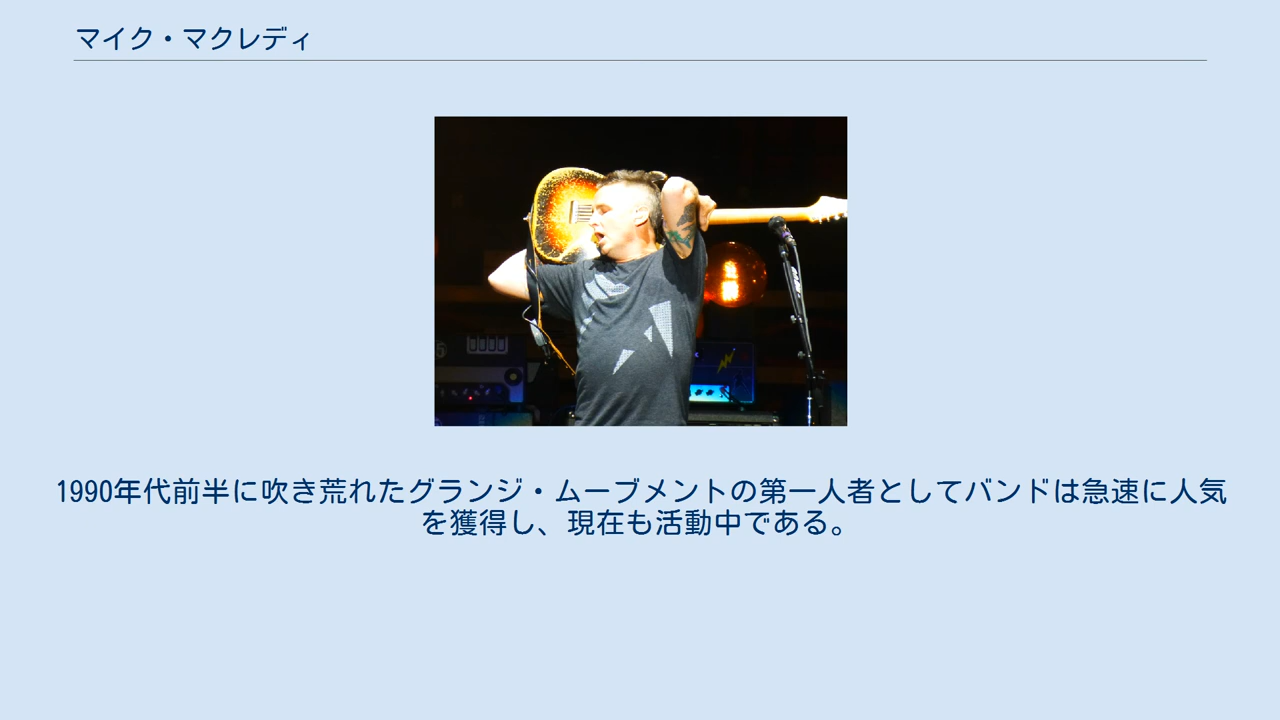 マイク・マクレディ
1990年代前半に吹き荒れたグランジ・ムーブメントの第一人者としてバンドは急速に人気
を獲得し、現在も活動中である。